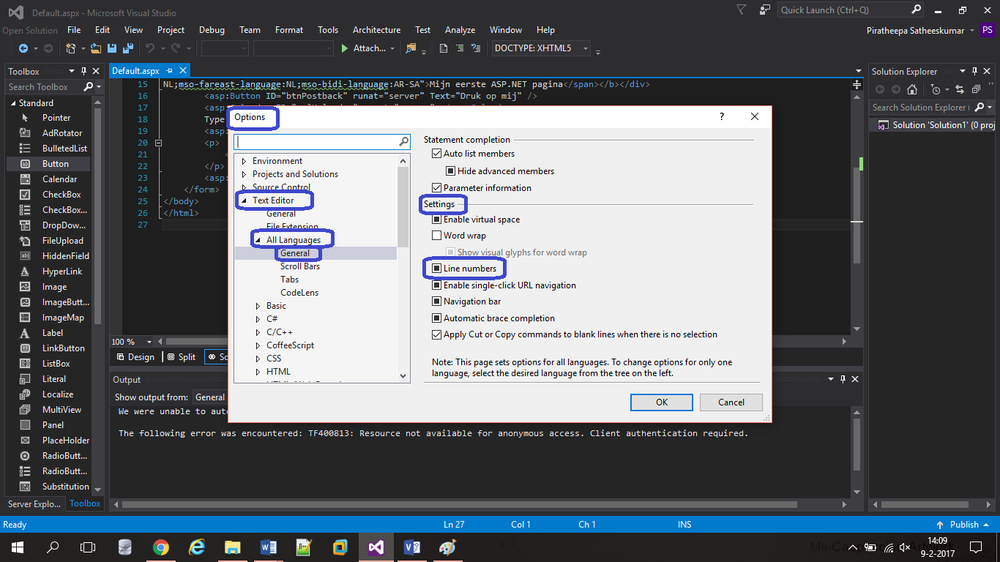 Default.aspx - Microsoft Visual Studio
Quick Launch (Ctrl+Q)
Open Solution
File Edit View Project Debug Team Format Tools Architecture Test Analyze Window Help
Piratheepa Satheeskumar PS
Attach...
DOCTYPE: XHTML5
Toolbox
Search Toolbox
Standard
Pointer
AdRotator
BulletedList
Button
Calendar
CheckBox
CheckBox...
DropDow...
FileUpload
HiddenField
HyperLink
Image
ImageButt...
ImageMap
Label
LinkButton
ListBox
Literal
Localize
MultiView
Panel
PlaceHolder
RadioButt...
RadioButt...
Substitution
Server Explo... Toolbox
Default.aspx
15 NL;mso-fareast-language:NL;mso-bidi-language:AR-SA">Mijn eerste ASP.NET pagina</span></b></div>
16 <asp:Button ID="btnPostback" runat="server" Text="Druk op mij" />
17 <asp:
18 Type
19 <asp:
20 <p>
21 <
22 </p>
23 <asp:
24 </form>
25 </body>
26 </html>
27
100 %
Design Split So
Options
?
Environment
Projects and Solutions
Source Control
Text Editor
General
File Extension
All Languages
General
Scroll Bars
Tabs
CodeLens
Basic
C#
C/C++
CoffeeScript
CSS
HTML
Statement completion
Auto list members
Hide advanced members
Parameter information
Settings
Enable virtual space
Word wrap
Show visual glyphs for word wrap
Line numbers
Enable single-click URL navigation
Navigation bar
Automatic brace completion
Apply Cut or Copy commands to blank lines when there is no selection
Note: This page sets options for all languages. To change options for only one
language, select the desired language from the tree on the left.
OK Cancel
Output
Show output from: General
We were unable to auto
The following error was encountered: TF400813: Resource not available for anonymous access. Client authentication required.
Solution Explorer
Search Solution Explorer (
Solution 'Solution1' (0 proj
Ready Ln 27 Col 1 Ch 1 INS Publish
14:09
9-2-2017